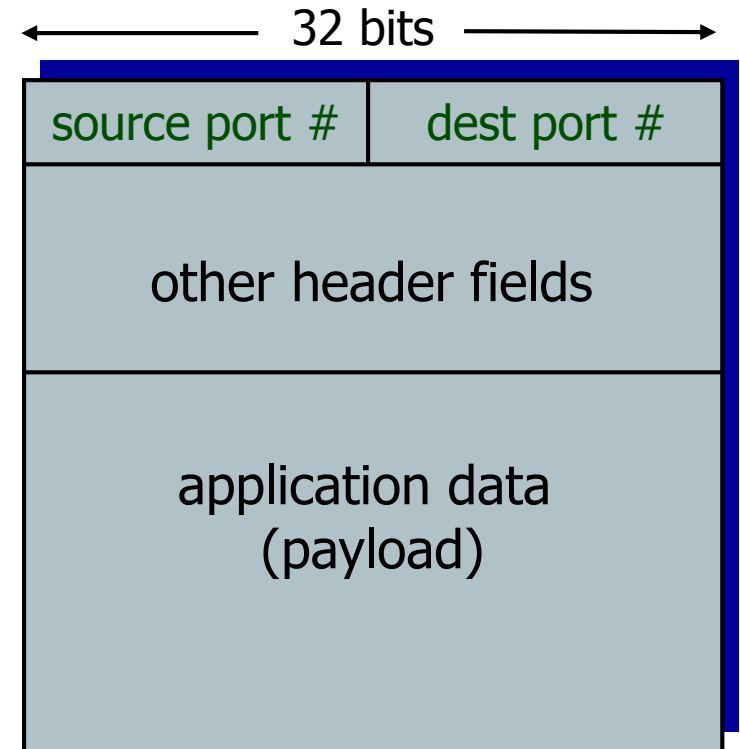 32 bits
source port # dest port #
other header fields
application data
(payload)